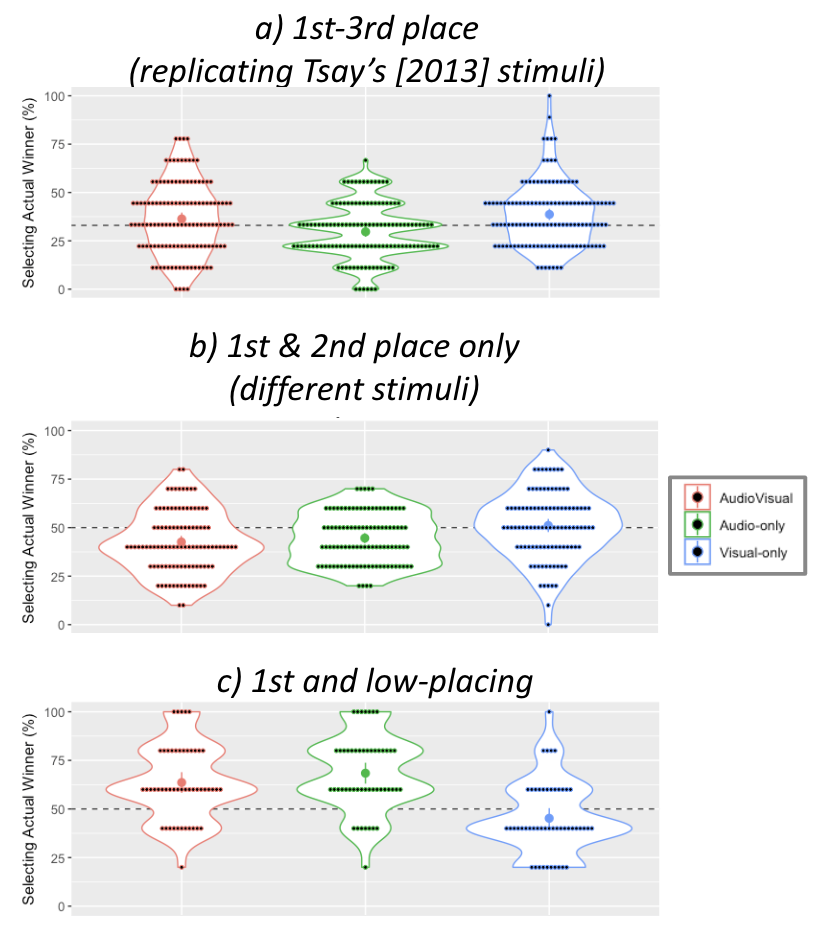 a) 1st-3rd place
(replicating Tsay’s [2013] stimuli)
Selecting Actual Winner (%)
100
75
50
25
0
b) 1st & 2nd place only
(different stimuli)
Selecting Actual Winner (%)
100
75
50
25
0
AudioVisual
Audio-only
Visual-only
c) 1st and low-placing
Selecting Actual Winner (%)
100
75
50
25
0